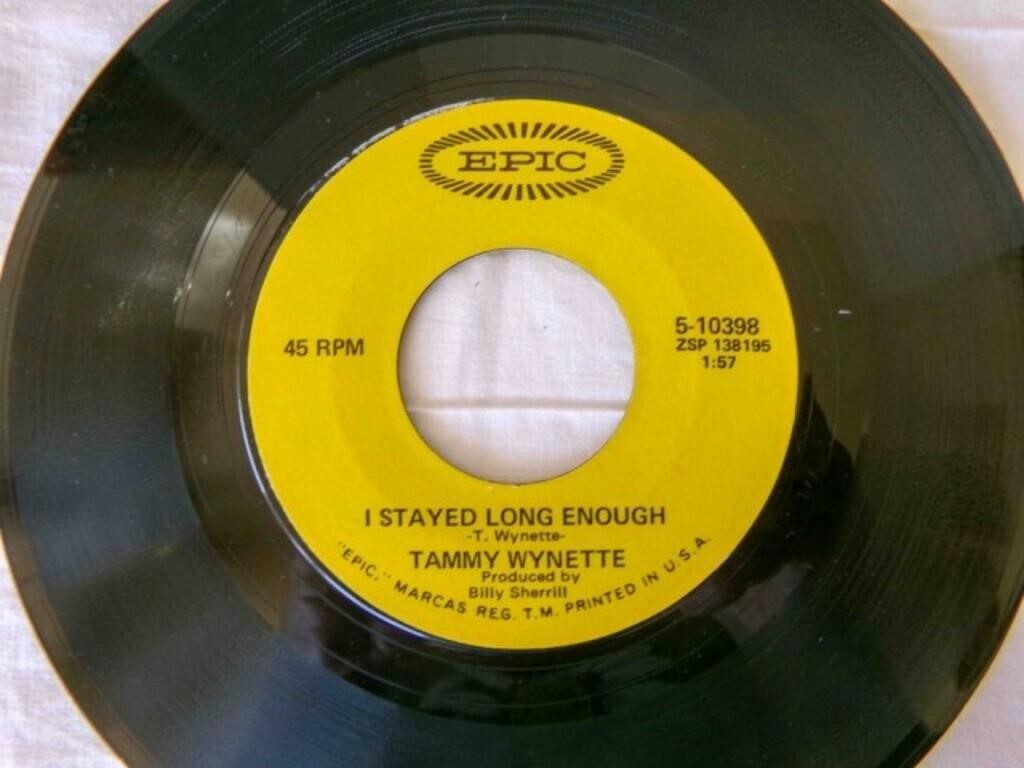 EPIC
45 RPM
5-10398
ZSP 138195
1:57
I STAYED LONG ENOUGH
-T. Wynette-
TAMMY WYNETTE
Produced by
Billy Sherrill
"EPIC," MARCAS REG. T.M. PRINTED IN U.S.A.